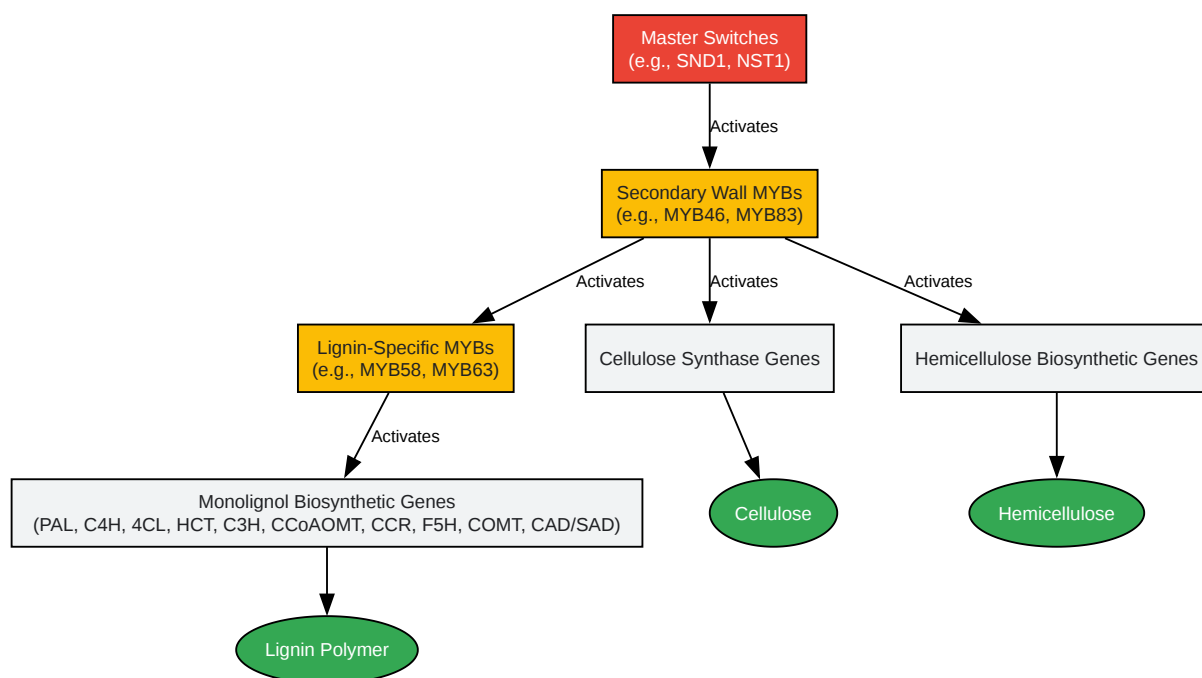 Master Switches
(e.g., SND1, NST1)
Activates
Secondary Wall MYBs
(e.g., MYB46, MYB83)
Activates
Activates
Activates
Lignin-Specific MYBs
(e.g., MYB58, MYB63)
Cellulose Synthase Genes
Hemicellulose Biosynthetic Genes
Activates
Monolignol Biosynthetic Genes
(PAL, C4H, 4CL, HCT, C3H, CCoAOMT, CCR, F5H, COMT, CAD/SAD)
Cellulose
Hemicellulose
Lignin Polymer